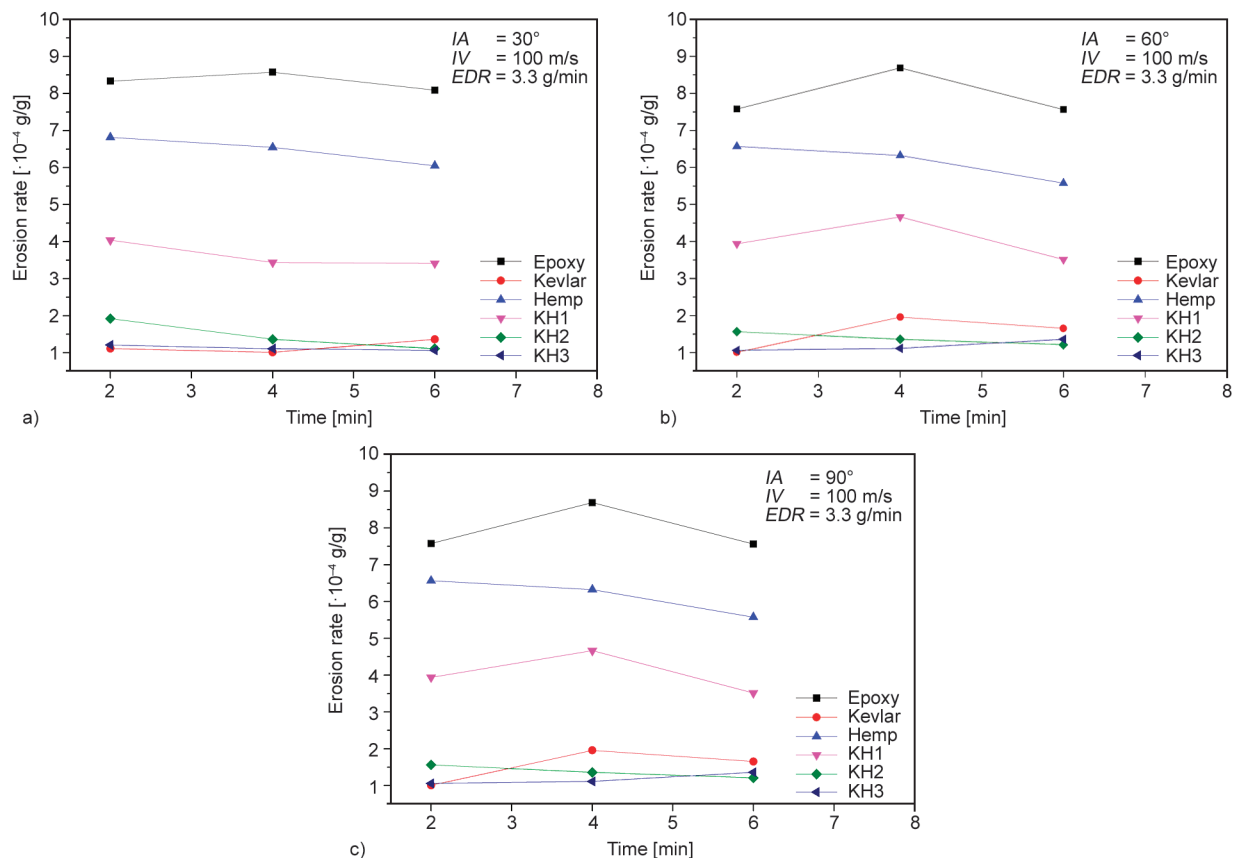 10
9
8
7
6
5
4
3
2
1
Erosion rate [·10⁻⁴ g/g]
IA = 30°
IV = 100 m/s
EDR = 3.3 g/min
Epoxy
Kevlar
Hemp
KH1
KH2
KH3
2 3 4 5 6 7 8
Time [min]
a)
10
9
8
7
6
5
4
3
2
1
Erosion rate [·10⁻⁴ g/g]
IA = 60°
IV = 100 m/s
EDR = 3.3 g/min
Epoxy
Kevlar
Hemp
KH1
KH2
KH3
2 3 4 5 6 7 8
Time [min]
b)
10
9
8
7
6
5
4
3
2
1
Erosion rate [·10⁻⁴ g/g]
IA = 90°
IV = 100 m/s
EDR = 3.3 g/min
Epoxy
Kevlar
Hemp
KH1
KH2
KH3
2 3 4 5 6 7 8
Time [min]
c)